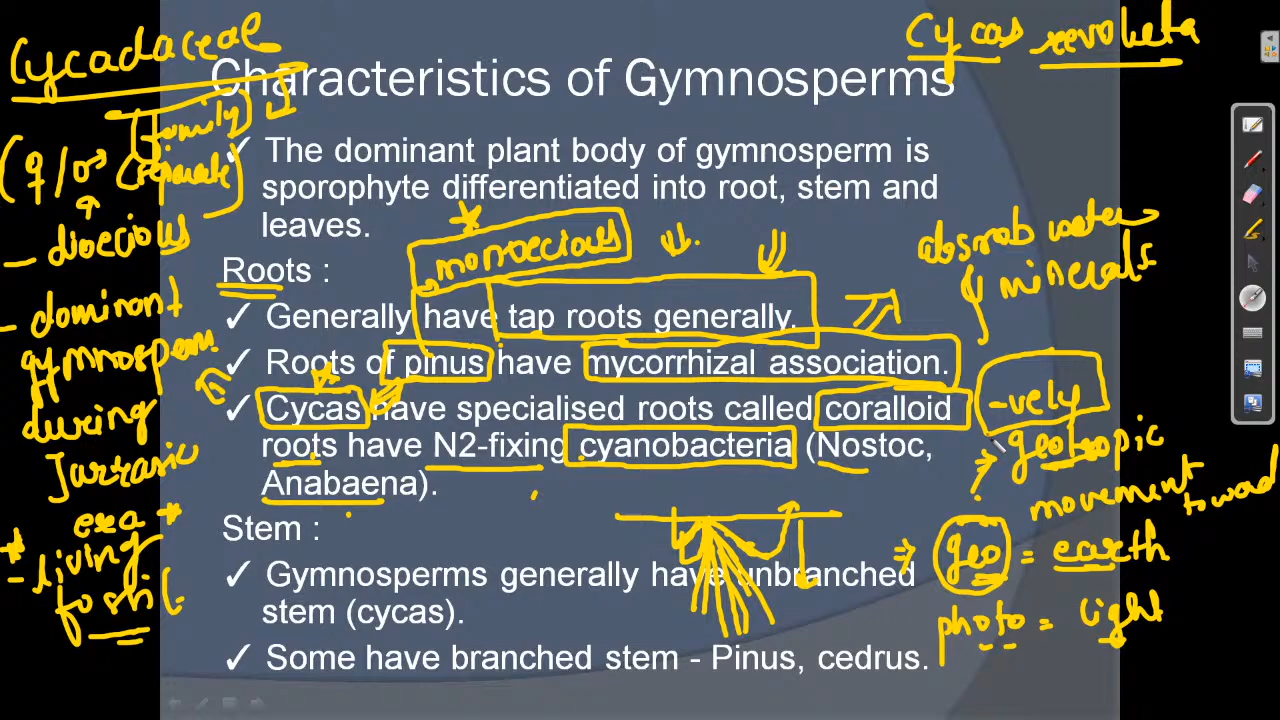 Cycadaceae
(family)
(♀/♂ separate)
- dioecious
- dominant
gymnosperm
during
Jurrasic
era *
* - living
fossil
Cycas revoluta
Characteristics of Gymnosperms
✓ The dominant plant body of gymnosperm is
sporophyte differentiated into root, stem and
leaves.
monoecious
Roots :
✓ Generally have tap roots generally.
✓ Roots of pinus have mycorrhizal association.
✓ Cycas have specialised roots called coralloid
roots have N2-fixing cyanobacteria (Nostoc,
Anabaena).
Stem :
✓ Gymnosperms generally have unbranched
stem (cycas).
✓ Some have branched stem - Pinus, cedrus.
absorb water
& minerals
-vely
geotropic
movement
toward
geo = earth
photo = light